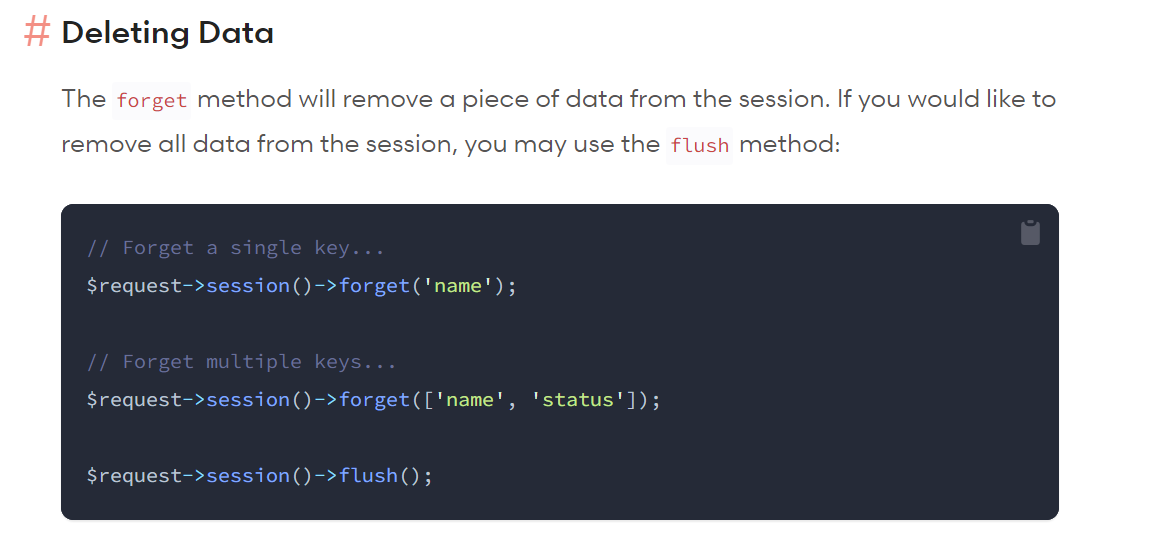 # Deleting Data
The forget method will remove a piece of data from the session. If you would like to
remove all data from the session, you may use the flush method:
// Forget a single key...
$request->session()->forget('name');
// Forget multiple keys...
$request->session()->forget(['name', 'status']);
$request->session()->flush();